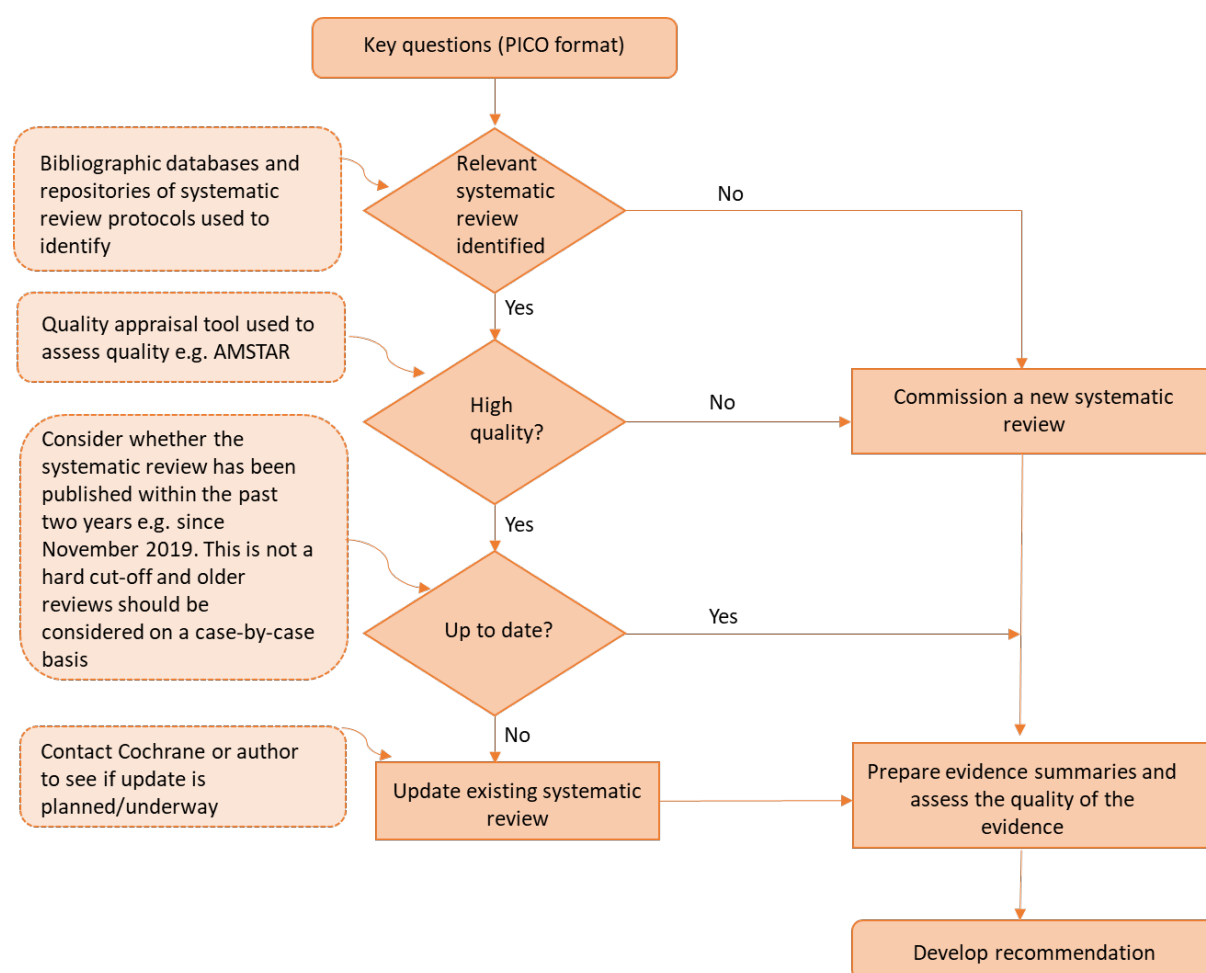 Key questions (PICO format)
Bibliographic databases and
repositories of systematic
review protocols used to
identify
Relevant
systematic
review
identified
No
Yes
Quality appraisal tool used to
assess quality e.g. AMSTAR
High
quality?
No
Commission a new systematic
review
Yes
Consider whether the
systematic review has been
published within the past
two years e.g. since
November 2019. This is not a
hard cut-off and older
reviews should be
considered on a case-by-case
basis
Up to date?
Yes
No
Contact Cochrane or author
to see if update is
planned/underway
Update existing systematic
review
Prepare evidence summaries and
assess the quality of the
evidence
Develop recommendation